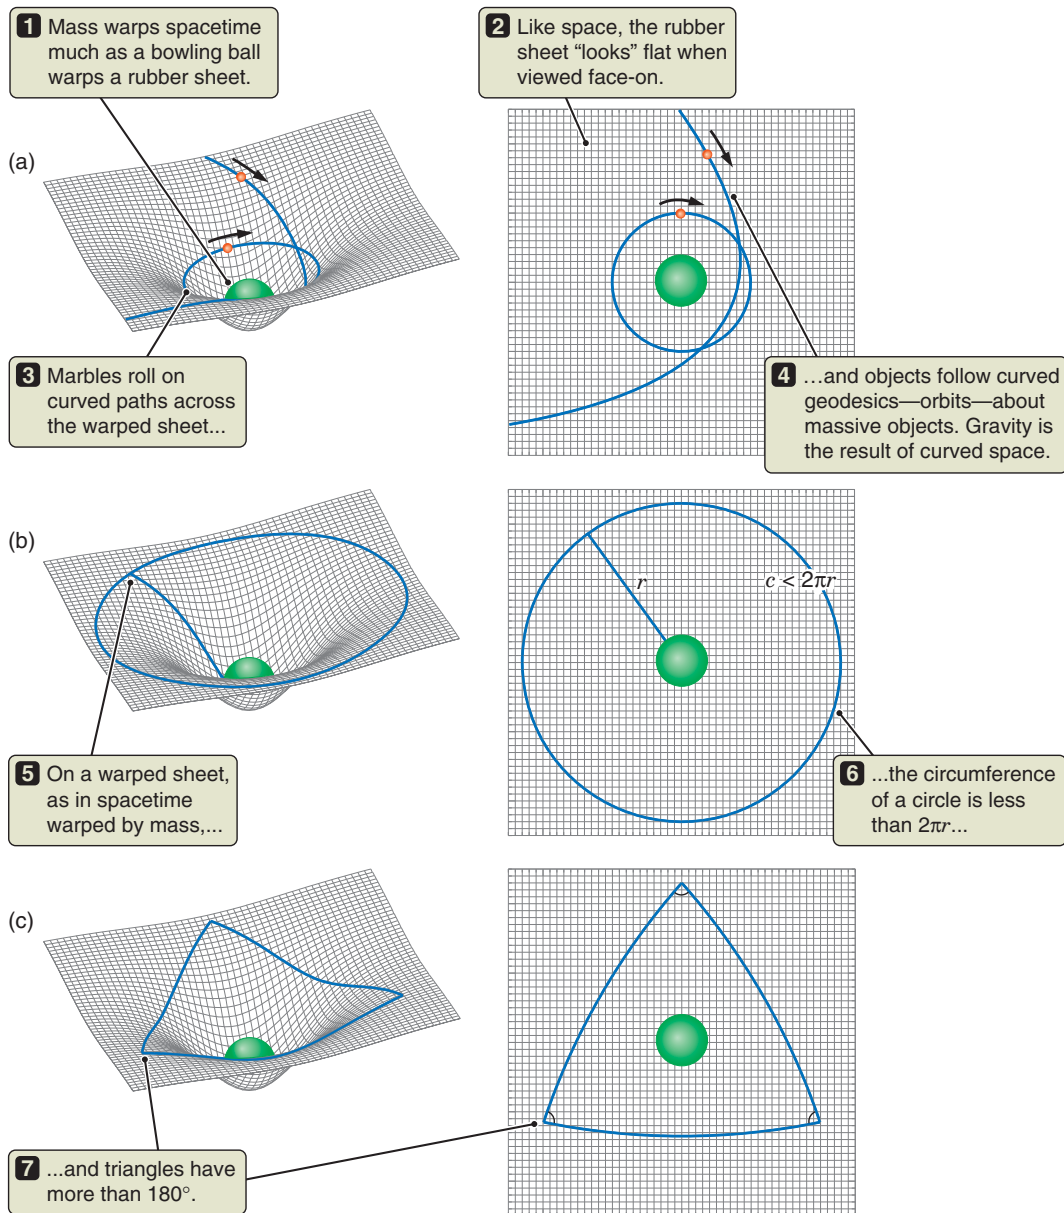 1 Mass warps spacetime
much as a bowling ball
warps a rubber sheet.
2 Like space, the rubber
sheet “looks” flat when
viewed face-on.
(a)
3 Marbles roll on
curved paths across
the warped sheet...
4 ...and objects follow curved
geodesics—orbits—about
massive objects. Gravity is
the result of curved space.
(b)
r
c < 2πr
5 On a warped sheet,
as in spacetime
warped by mass,...
6 ...the circumference
of a circle is less
than 2πr...
(c)
7 ...and triangles have
more than 180°.